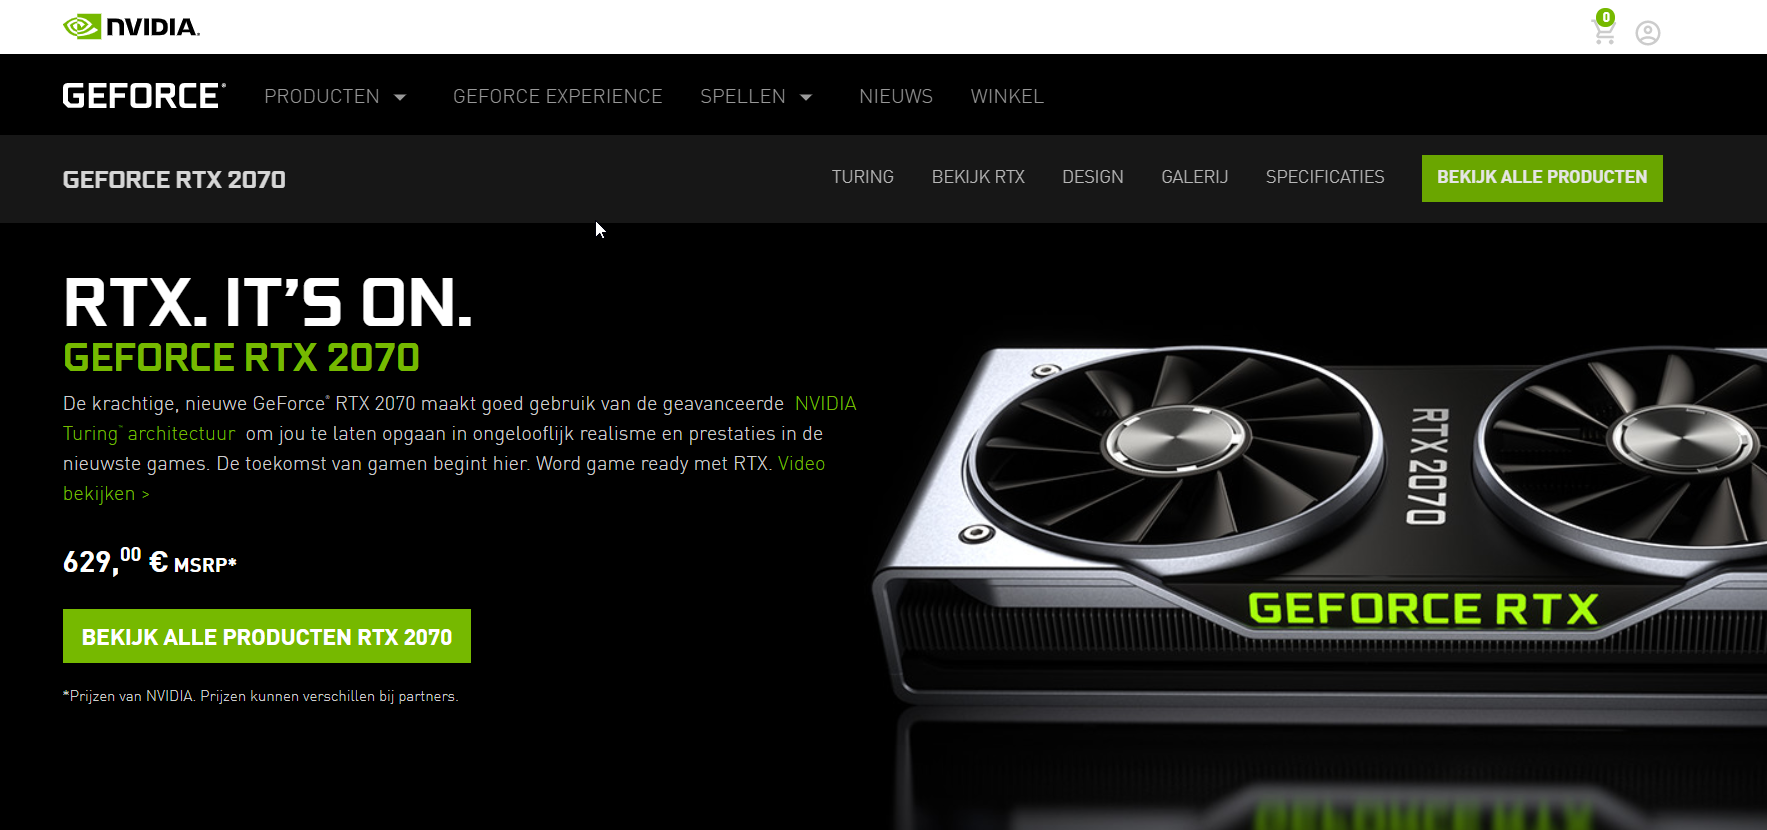 NVIDIA.
0
GEFORCE®
PRODUCTEN
GEFORCE EXPERIENCE
SPELLEN
NIEUWS
WINKEL
GEFORCE RTX 2070
TURING
BEKIJK RTX
DESIGN
GALERIJ
SPECIFICATIES
BEKIJK ALLE PRODUCTEN
RTX. IT’S ON.
GEFORCE RTX 2070
De krachtige, nieuwe GeForce® RTX 2070 maakt goed gebruik van de geavanceerde NVIDIA
Turing™ architectuur om jou te laten opgaan in ongelooflijk realisme en prestaties in de
nieuwste games. De toekomst van gamen begint hier. Word game ready met RTX. Video
bekijken >
629,00 € MSRP*
BEKIJK ALLE PRODUCTEN RTX 2070
*Prijzen van NVIDIA. Prijzen kunnen verschillen bij partners.
RTX 2070
GEFORCE RTX